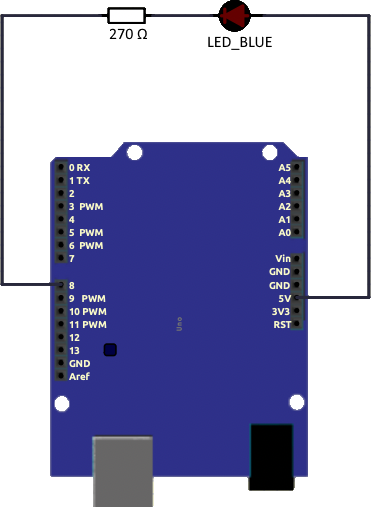 270 Ω
LED_BLUE
0 RX
1 TX
2
3 PWM
4
5 PWM
6 PWM
7
8
9 PWM
10 PWM
11 PWM
12
13
GND
Aref
A5
A4
A3
A2
A1
A0
Vin
GND
GND
5V
3V3
RST
Uno